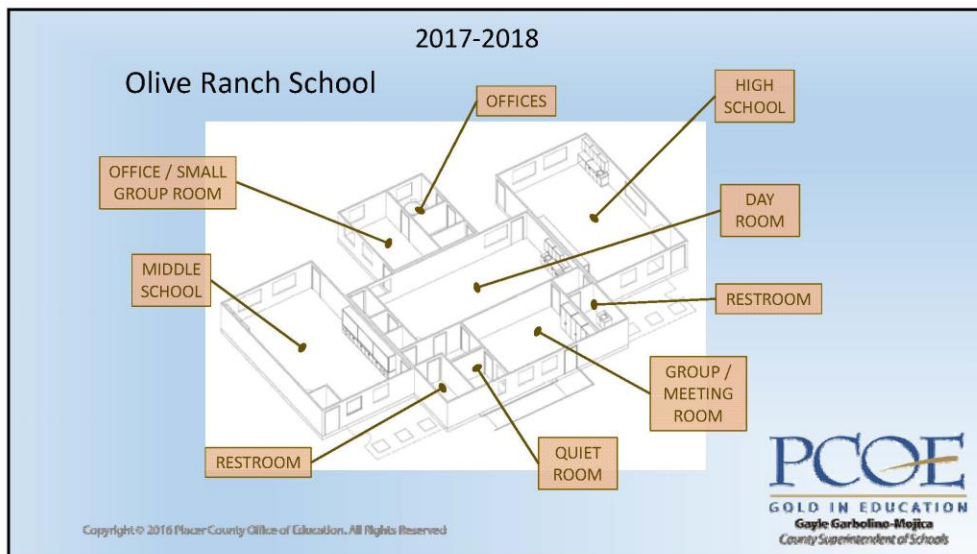 2017-2018
Olive Ranch School
OFFICES
HIGH
SCHOOL
OFFICE / SMALL
GROUP ROOM
DAY
ROOM
MIDDLE
SCHOOL
RESTROOM
GROUP /
MEETING
ROOM
RESTROOM
QUIET
ROOM
PCOE
GOLD IN EDUCATION
Gayle Garbolino-Mojica
County Superintendent of Schools
Copyright © 2016 Placer County Office of Education. All Rights Reserved